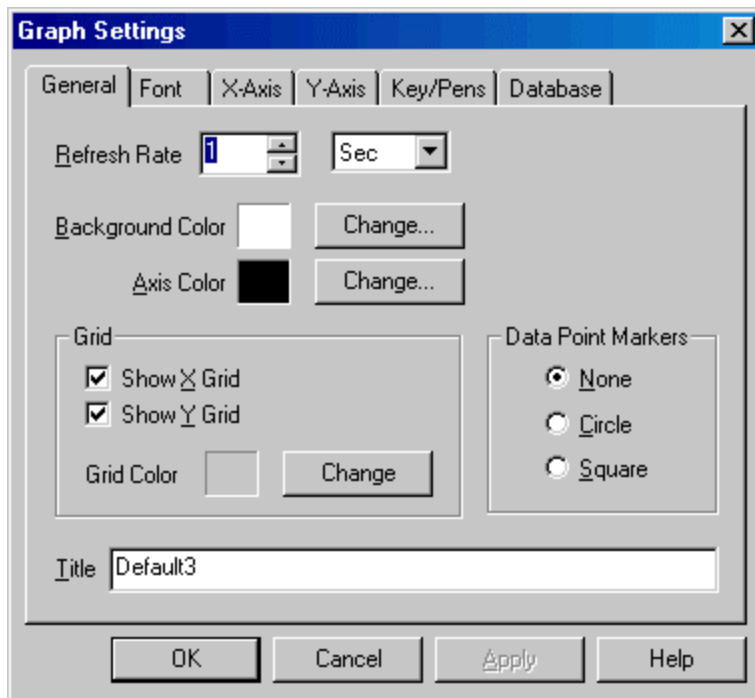 Graph Settings
General Font X-Axis Y-Axis Key/Pens Database
Refresh Rate 1 Sec
Background Color Change...
Axis Color Change...
Grid Data Point Markers
Show X Grid None
Show Y Grid Circle
Grid Color Change Square
Title Default3
OK Cancel Apply Help